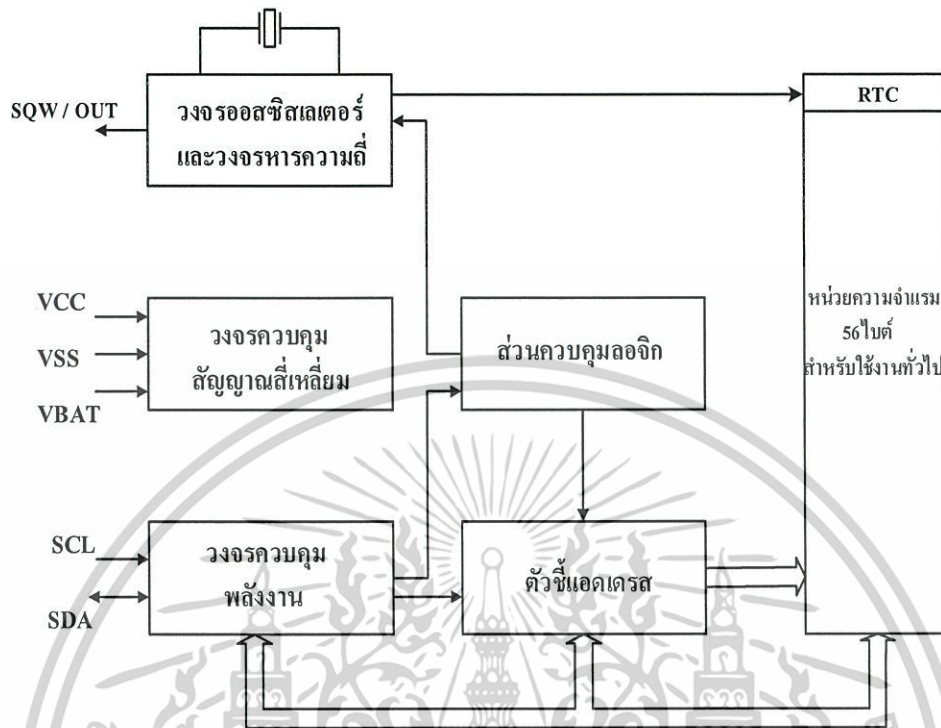 SQW / OUT
วงจรออสซิสเลเตอร์
และวงจรหารความถี่
RTC
VCC
VSS
VBAT
วงจรควบคุม
สัญญาณสี่เหลี่ยม
ส่วนควบคุมลอจิก
หน่วยความจำแรม
56ไบต์
สำหรับใช้งานทั่วไป
SCL
SDA
วงจรควบคุม
พลังงาน
ตัวชี้แอดเดรส